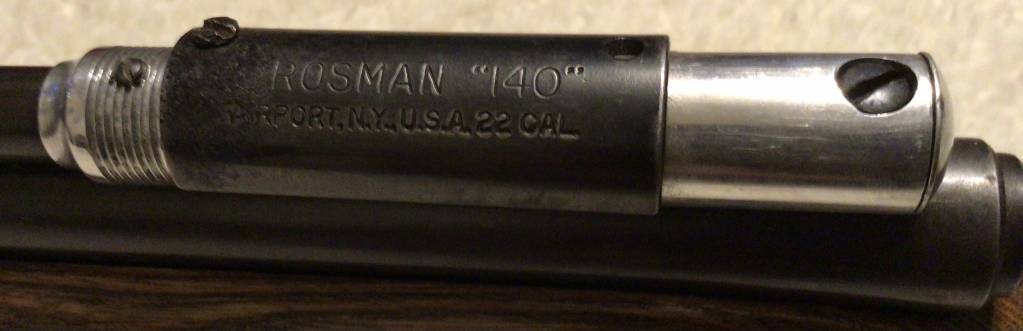 ROSMAN "140"
RPORT. N.Y. U.S.A. 22 CAL.